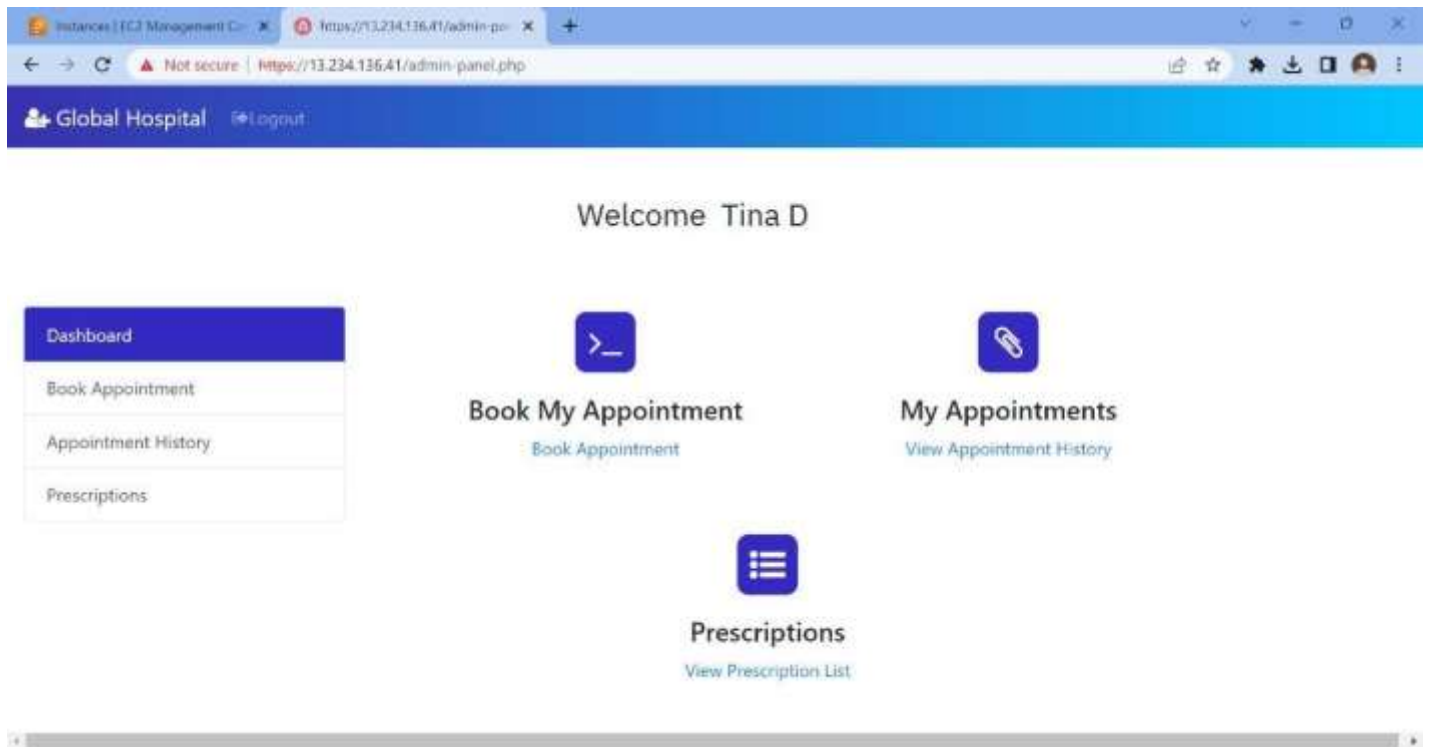 Instances | EC2 Management Co
https://13.234.136.41/admin-pa
Not secure | https://13.234.136.41/admin-panel.php
Global Hospital Logout
Welcome Tina D
Dashboard
Book Appointment
Appointment History
Prescriptions
Book My Appointment
Book Appointment
My Appointments
View Appointment History
Prescriptions
View Prescription List